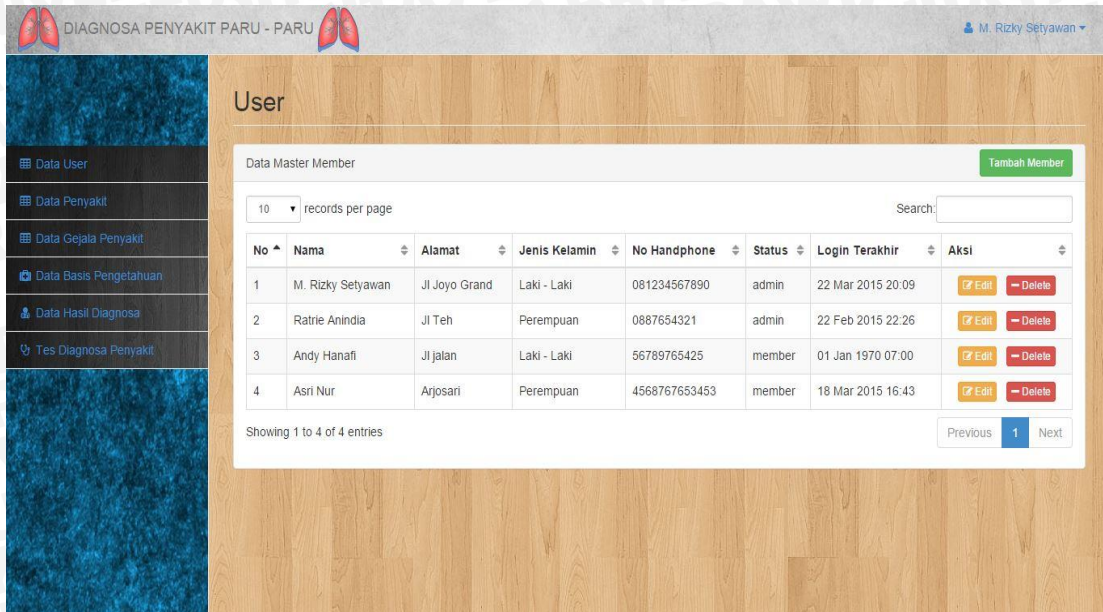 DIAGNOSA PENYAKIT PARU - PARU
M. Rizky Setyawan
User
Data User
Data Penyakit
Data Gejala Penyakit
Data Basis Pengetahuan
Data Hasil Diagnosa
Tes Diagnosa Penyakit
Data Master Member Tambah Member
10 records per page Search:
No Nama Alamat Jenis Kelamin No Handphone Status Login Terakhir Aksi
1 M. Rizky Setyawan Jl Joyo Grand Laki - Laki 081234567890 admin 22 Mar 2015 20:09 Edit Delete
2 Ratrie Anindia Jl Teh Perempuan 0887654321 admin 22 Feb 2015 22:26 Edit Delete
3 Andy Hanafi Jl jalan Laki - Laki 56789765425 member 01 Jan 1970 07:00 Edit Delete
4 Asri Nur Arjosari Perempuan 4568767653453 member 18 Mar 2015 16:43 Edit Delete
Showing 1 to 4 of 4 entries Previous 1 Next